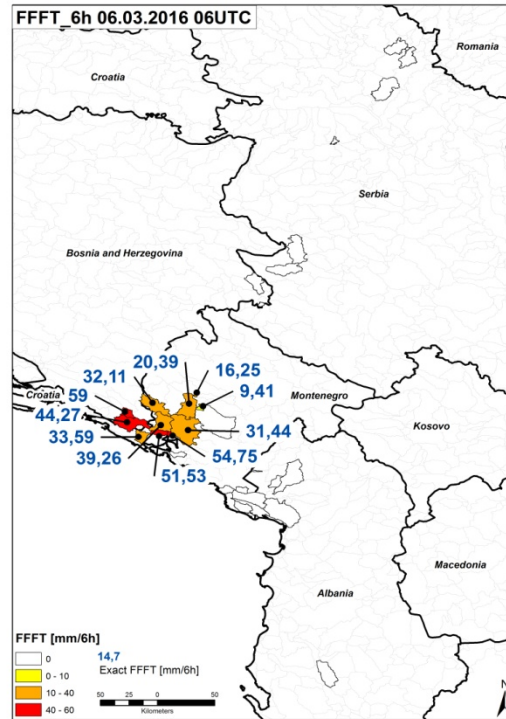 FFFT_6h 06.03.2016 06UTC
Romania
Croatia
Serbia
Bosnia and Herzegovina
20,39
16,25
32,11
9,41
Croatia
59
Montenegro
44,27
Kosovo
33,59
31,44
39,26
54,75
51,53
Macedonia
Albania
FFFT [mm/6h]
0
0 - 10
10 - 40
40 - 60
14,7
Exact FFFT [mm/6h]
50 25 0 50
Kilometers
N